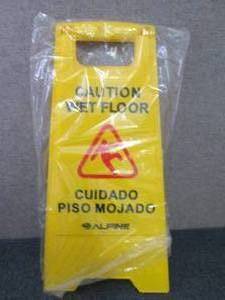 CAUTION
WET FLOOR
CUIDADO
PISO MOJADO
ALPINE